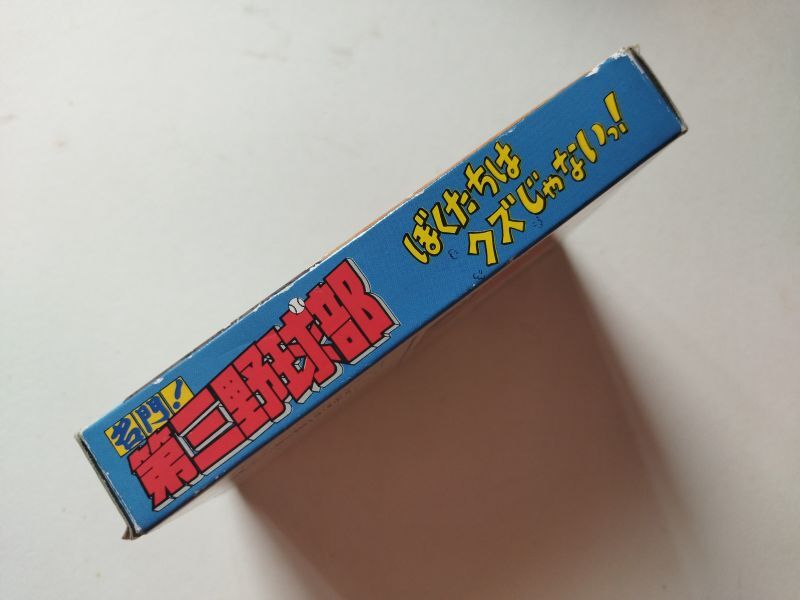 名門!
第三野球部
ぼくたちは
クズじゃないっ!